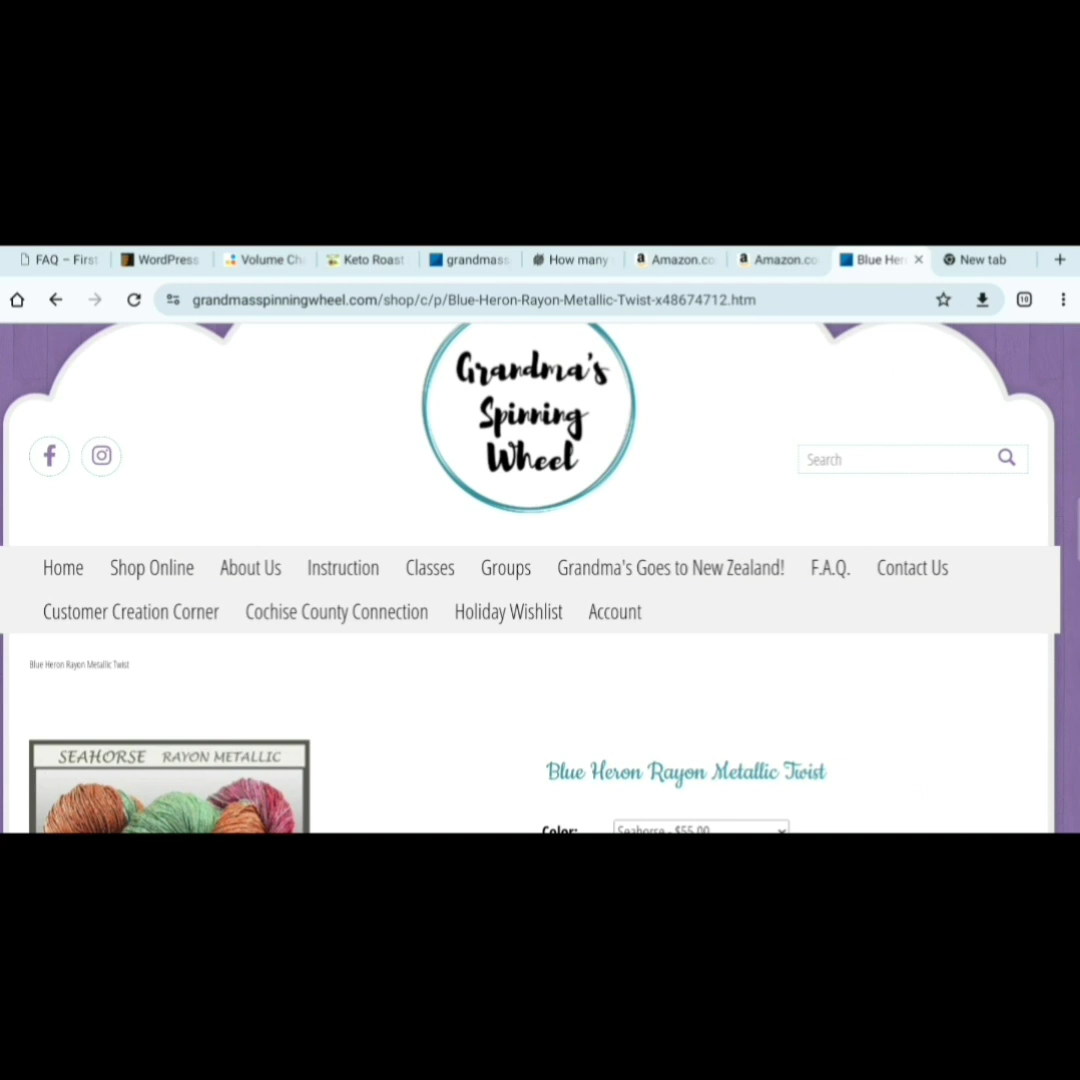 FAQ – First
WordPress
Volume Ch
Keto Roast
grandmass
How many
Amazon.co
Amazon.co
Blue Her
New tab
grandmasspinningwheel.com/shop/c/p/Blue-Heron-Rayon-Metallic-Twist-x48674712.htm
10
Grandma's
Spinning
Wheel
Search
Home Shop Online About Us Instruction Classes Groups Grandma's Goes to New Zealand! F.A.Q. Contact Us
Customer Creation Corner Cochise County Connection Holiday Wishlist Account
Blue Heron Rayon Metallic Twist
SEAHORSE RAYON METALLIC
Blue Heron Rayon Metallic Twist
Color: Seahorse - $55.00